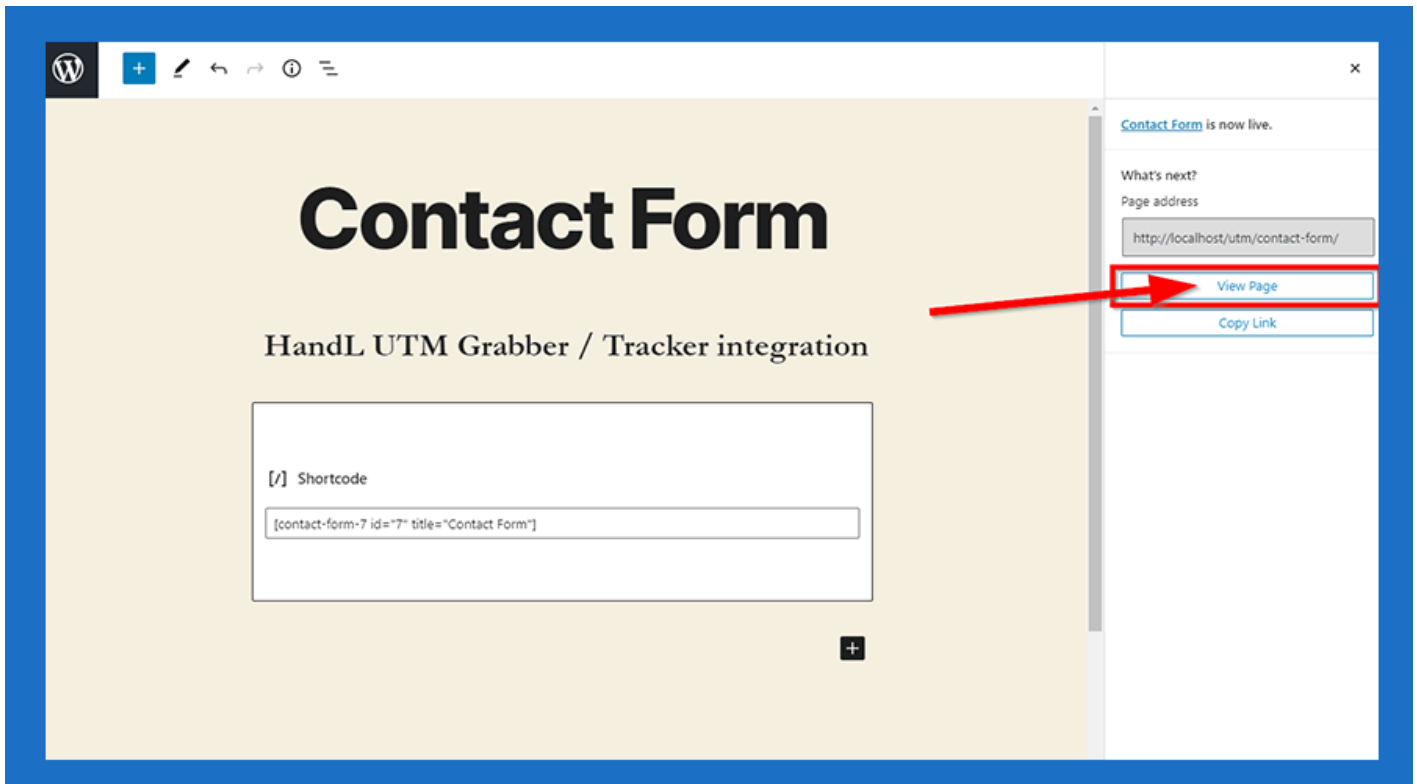 Contact Form is now live.
What's next?
Page address
http://localhost/utm/contact-form/
View Page
Copy Link
Contact Form
HandL UTM Grabber / Tracker integration
[/] Shortcode
[contact-form-7 id="7" title="Contact Form"]